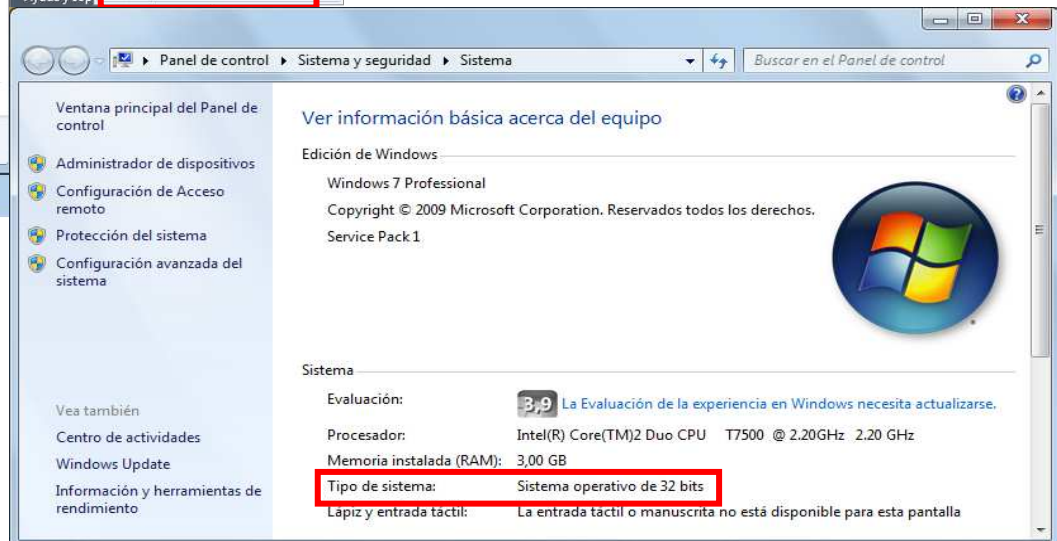 Panel de control ▸ Sistema y seguridad ▸ Sistema
Buscar en el Panel de control
Ventana principal del Panel de
control
Administrador de dispositivos
Configuración de Acceso
remoto
Protección del sistema
Configuración avanzada del
sistema
Vea también
Centro de actividades
Windows Update
Información y herramientas de
rendimiento
Ver información básica acerca del equipo
Edición de Windows
Windows 7 Professional
Copyright © 2009 Microsoft Corporation. Reservados todos los derechos.
Service Pack 1
Sistema
Evaluación: 3,9 La Evaluación de la experiencia en Windows necesita actualizarse.
Procesador: Intel(R) Core(TM)2 Duo CPU T7500 @ 2.20GHz 2.20 GHz
Memoria instalada (RAM): 3,00 GB
Tipo de sistema: Sistema operativo de 32 bits
Lápiz y entrada táctil: La entrada táctil o manuscrita no está disponible para esta pantalla